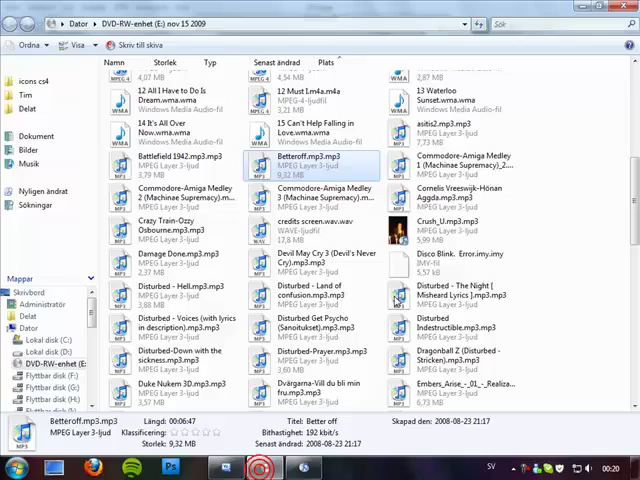 Dator ▸ DVD-RW-enhet (E:) nov 15 2009
Sök
Ordna Visa Skriv till skiva
Namn Storlek Typ Senast ändrad Plats
4,07 MB
4,54 MB
2,87 MB
12 All I Have to Do Is Dream.wma.wma
Windows Media Audio-fil
12 Must I.m4a.m4a
MPEG-4-ljudfil
3,21 MB
13 Waterloo Sunset.wma.wma
Windows Media Audio-fil
14 It's All Over Now.wma.wma
Windows Media Audio-fil
15 Can't Help Falling in Love.wma.wma
Windows Media Audio-fil
asitis2.mp3.mp3
MPEG Layer 3-ljud
7,73 MB
Battlefield 1942.mp3.mp3
MPEG Layer 3-ljud
3,79 MB
Betteroff.mp3.mp3
MPEG Layer 3-ljud
9,32 MB
Commodore-Amiga Medley 1 (Machinae Supremacy)_2....
MPEG Layer 3-ljud
Commodore-Amiga Medley 2 (Machinae Supremacy).m...
MPEG Layer 3-ljud
Commodore-Amiga Medley 3 (Machinae Supremacy).m...
MPEG Layer 3-ljud
Cornelis Vreeswijk-Hönan Aggda.mp3.mp3
MPEG Layer 3-ljud
Crazy Train-Ozzy Osbourne.mp3.mp3
MPEG Layer 3-ljud
credits screen.wav.wav
WAVE-ljudfil
17,8 MB
Crush_U.mp3.mp3
MPEG Layer 3-ljud
5,99 MB
Damage Done.mp3.mp3
MPEG Layer 3-ljud
2,37 MB
Devil May Cry 3 (Devil's Never Cry).mp3.mp3
MPEG Layer 3-ljud
Disco Blink. Error.imy.imy
IMY-fil
5,57 kB
Disturbed - Hell.mp3.mp3
MPEG Layer 3-ljud
3,88 MB
Disturbed - Land of confusion.mp3.mp3
MPEG Layer 3-ljud
Disturbed - The Night [ Misheard Lyrics ].mp3.mp3
MPEG Layer 3-ljud
Disturbed - Voices (with lyrics in description).mp3.mp3
MPEG Layer 3-ljud
Disturbed Get Psycho (Sanoitukset).mp3.mp3
MPEG Layer 3-ljud
Disturbed Indestructible.mp3.mp3
MPEG Layer 3-ljud
Disturbed-Down with the sickness.mp3.mp3
MPEG Layer 3-ljud
Disturbed-Prayer.mp3.mp3
MPEG Layer 3-ljud
3,60 MB
Dragonball Z (Disturbed - Stricken).mp3.mp3
MPEG Layer 3-ljud
Duke Nukem 3D.mp3.mp3
MPEG Layer 3-ljud
3,57 MB
Dvärgarna-Vill du bli min fru.mp3.mp3
MPEG Layer 3-ljud
Embers_Arise_-_01_-_Realiza...
MPEG Layer 3-ljud
6,73 MB
icons cs4
Tim
Delat
Dokument
Bilder
Musik
Nyligen ändrat
Sökningar
Mappar
Skrivbord
Administratör
Delat
Dator
Lokal disk (C:)
Lokal disk (D:)
DVD-RW-enhet (E:)
Flyttbar disk (F:)
Flyttbar disk (G:)
Flyttbar disk (H:)
Betteroff.mp3.mp3
MPEG Layer 3-ljud
Längd: 00:06:47
Klassificering:
Storlek: 9,32 MB
Titel: Better off
Bithastighet: 192 kbit/s
Senast ändrad: 2008-08-23 21:17
Skapad den: 2008-08-23 21:17
SV
00:20